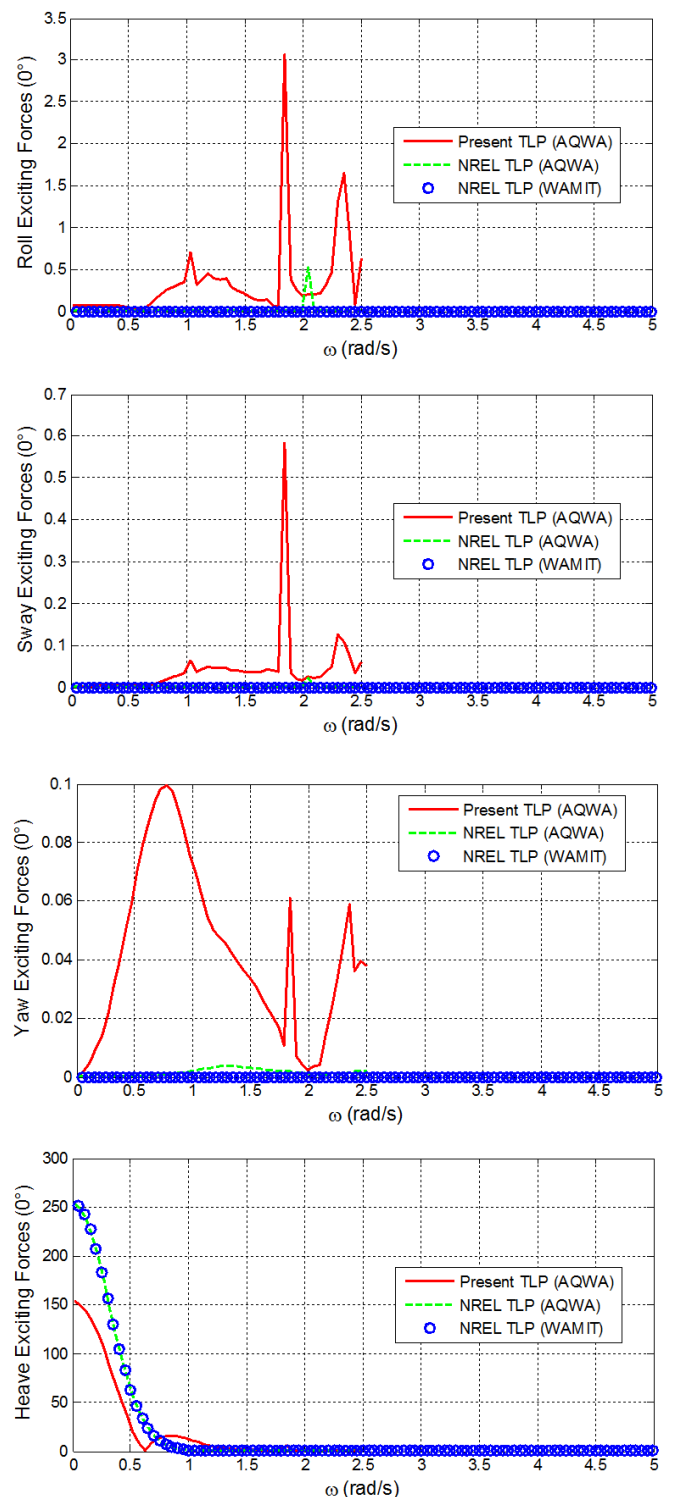 3.5
3
2.5
2
1.5
1
0.5
0
Roll Exciting Forces (0°)
Present TLP (AQWA)
NREL TLP (AQWA)
NREL TLP (WAMIT)
0 0.5 1 1.5 2 2.5 3 3.5 4 4.5 5
ω (rad/s)
0.7
0.6
0.5
0.4
0.3
0.2
0.1
0
Sway Exciting Forces (0°)
Present TLP (AQWA)
NREL TLP (AQWA)
NREL TLP (WAMIT)
0 0.5 1 1.5 2 2.5 3 3.5 4 4.5 5
ω (rad/s)
0.1
0.08
0.06
0.04
0.02
0
Yaw Exciting Forces (0°)
Present TLP (AQWA)
NREL TLP (AQWA)
NREL TLP (WAMIT)
0 0.5 1 1.5 2 2.5 3 3.5 4 4.5 5
ω (rad/s)
300
250
200
150
100
50
0
Heave Exciting Forces (0°)
Present TLP (AQWA)
NREL TLP (AQWA)
NREL TLP (WAMIT)
0 0.5 1 1.5 2 2.5 3 3.5 4 4.5 5
ω (rad/s)